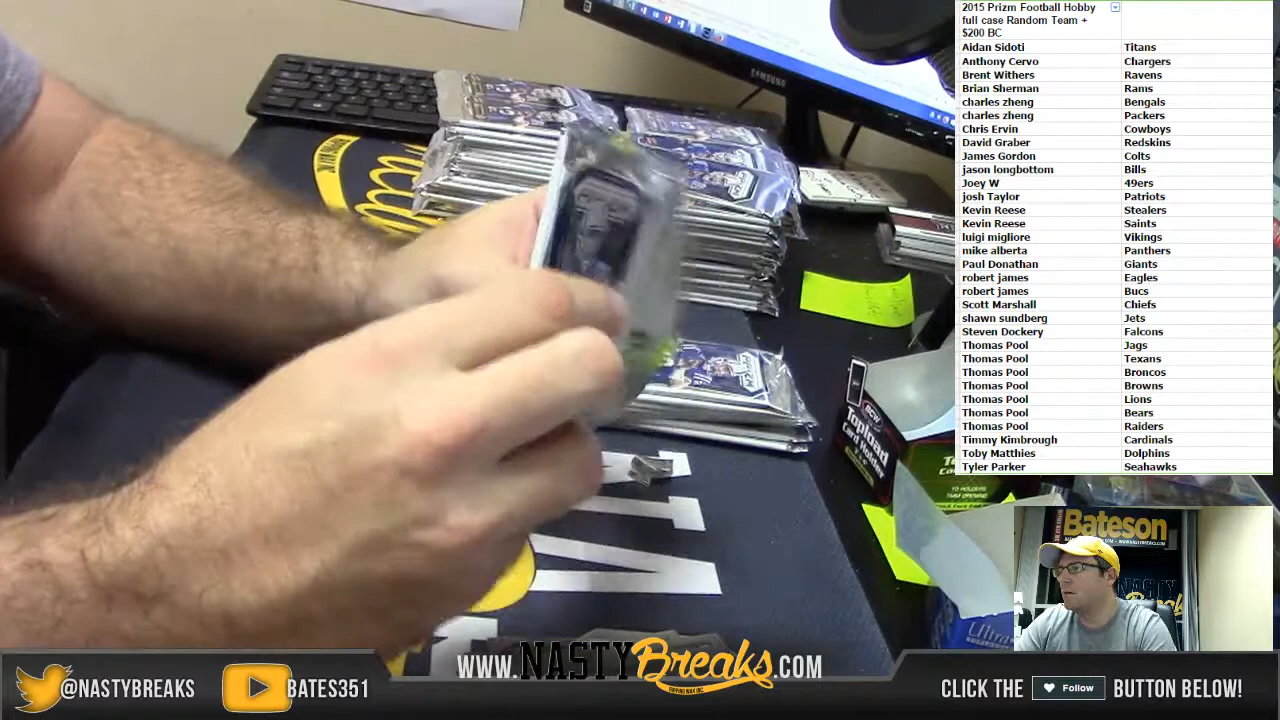 2015 Prizm Football Hobby
full case Random Team +
$200 BC
Aidan Sidoti Titans
Anthony Cervo Chargers
Brent Withers Ravens
Brian Sherman Rams
charles zheng Bengals
charles zheng Packers
Chris Ervin Cowboys
David Graber Redskins
James Gordon Colts
jason longbottom Bills
Joey W 49ers
josh Taylor Patriots
Kevin Reese Stealers
Kevin Reese Saints
luigi migliore Vikings
mike alberta Panthers
Paul Donathan Giants
robert james Eagles
robert james Bucs
Scott Marshall Chiefs
shawn sundberg Jets
Steven Dockery Falcons
Thomas Pool Jags
Thomas Pool Texans
Thomas Pool Broncos
Thomas Pool Browns
Thomas Pool Lions
Thomas Pool Bears
Thomas Pool Raiders
Timmy Kimbrough Cardinals
Toby Matthies Dolphins
Tyler Parker Seahawks
SAMSUNG
BCW
Topload
Card Holder
Bateson
NASTY
Ultra
@NASTYBREAKS
BATES351
WWW.NASTYBreaks.COM
CLICK THE Follow BUTTON BELOW!